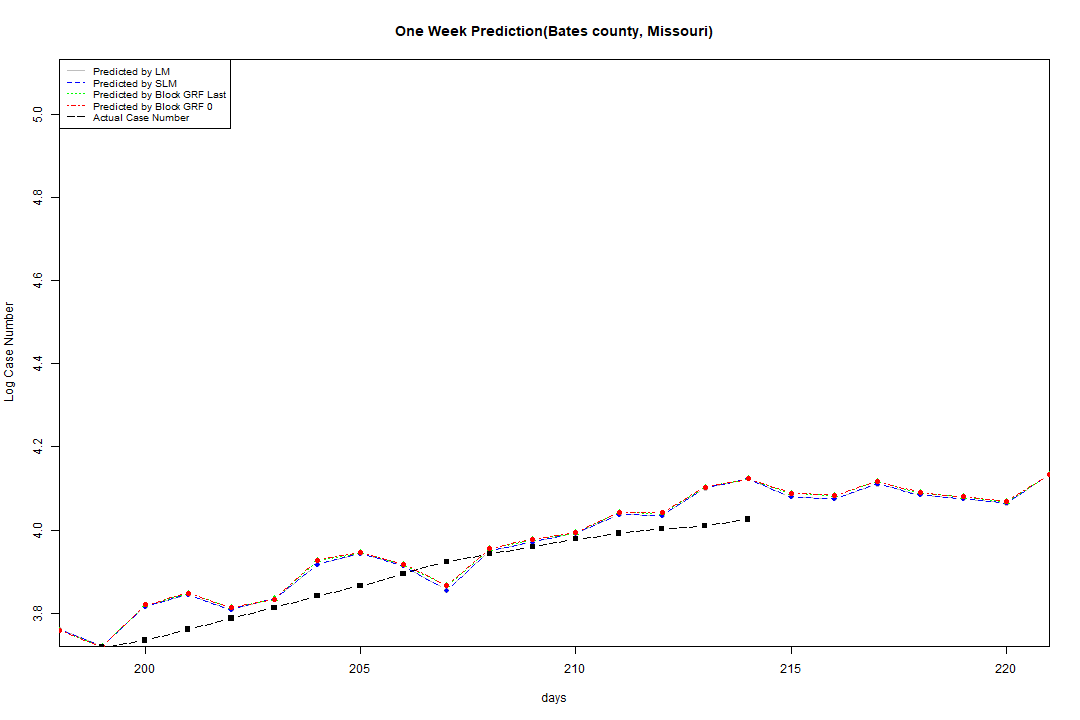 One Week Prediction(Bates county, Missouri)
Predicted by LM
Predicted by SLM
Predicted by Block GRF Last
Predicted by Block GRF 0
Actual Case Number
Log Case Number
5.0
4.8
4.6
4.4
4.2
4.0
3.8
200 205 210 215 220
days